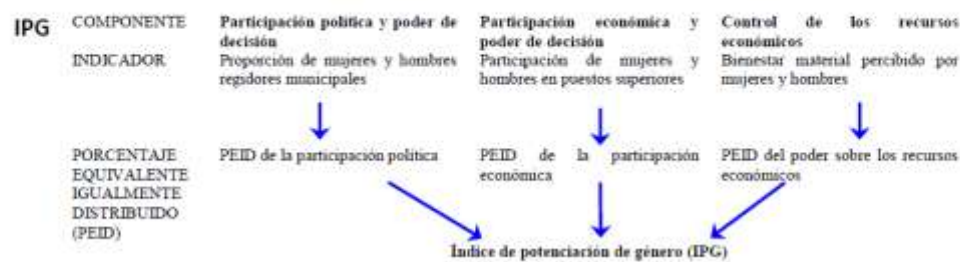 IPG
COMPONENTE
Participación política y poder de
decisión
Participación económica y
poder de decisión
Control de los recursos
económicos
INDICADOR
Proporción de mujeres y hombres
regidores municipales
Participación de mujeres y
hombres en puestos superiores
Bienestar material percibido por
mujeres y hombres
PORCENTAJE
EQUIVALENTE
IGUALMENTE
DISTRIBUIDO
(PEID)
PEID de la participación política
PEID de la participación
económica
PEID del poder sobre los recursos
económicos
Índice de potenciación de género (IPG)